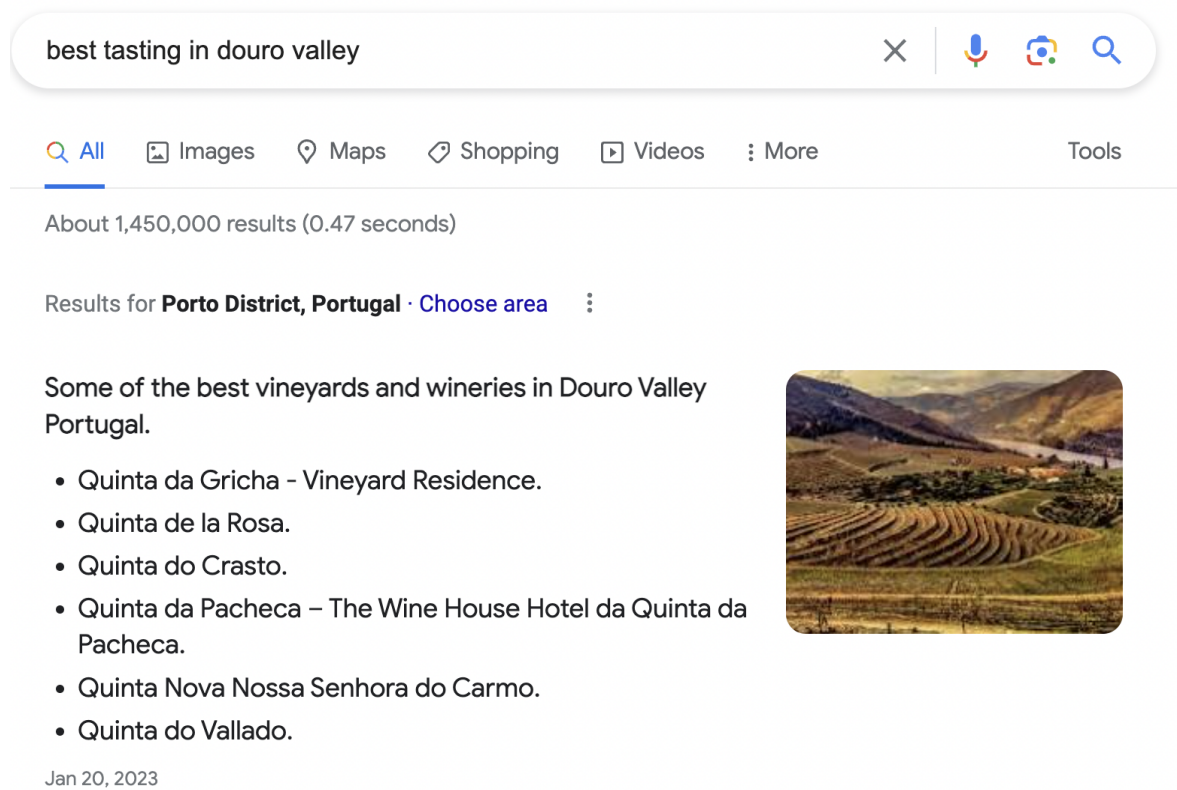 best tasting in douro valley
All Images Maps Shopping Videos More Tools
About 1,450,000 results (0.47 seconds)
Results for Porto District, Portugal · Choose area
Some of the best vineyards and wineries in Douro Valley
Portugal.
• Quinta da Gricha - Vineyard Residence.
• Quinta de la Rosa.
• Quinta do Crasto.
• Quinta da Pacheca – The Wine House Hotel da Quinta da
Pacheca.
• Quinta Nova Nossa Senhora do Carmo.
• Quinta do Vallado.
Jan 20, 2023